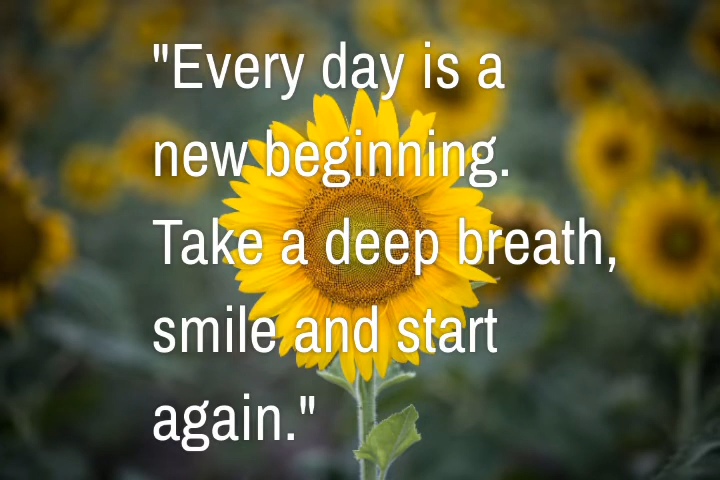 "Every day is a
new beginning.
Take a deep breath,
smile and start
again."